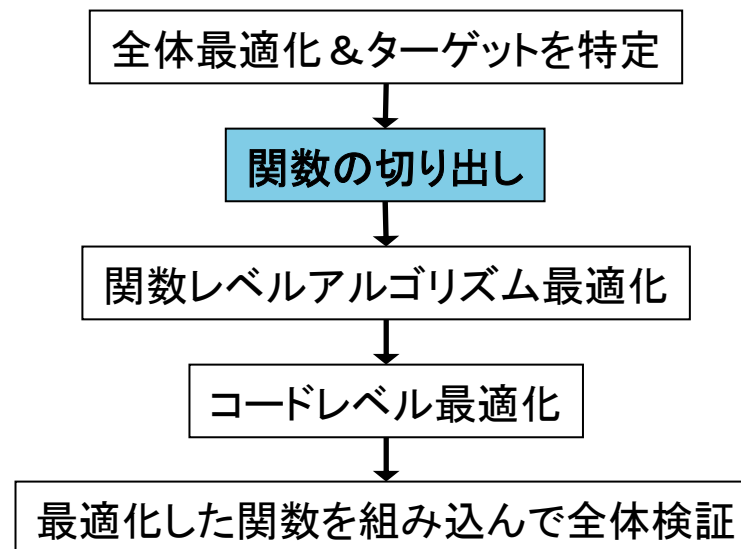 全体最適化＆ターゲットを特定
関数の切り出し
関数レベルアルゴリズム最適化
コードレベル最適化
最適化した関数を組み込んで全体検証